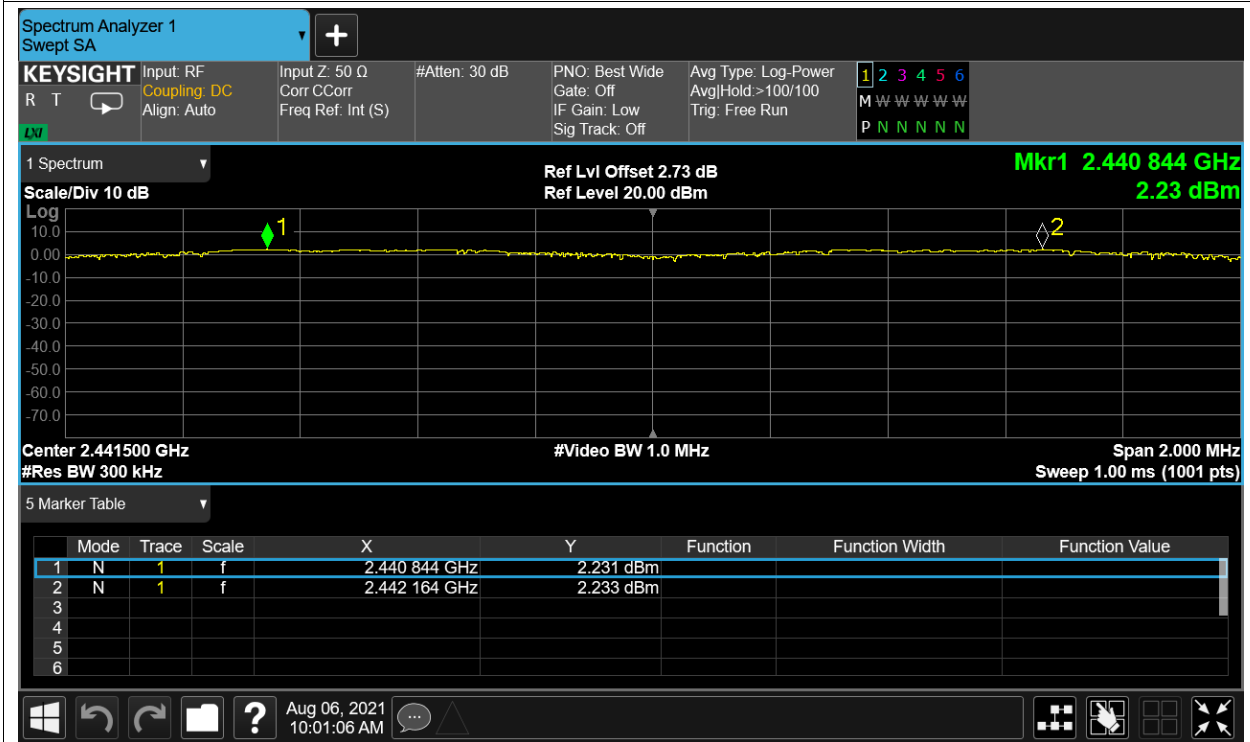 Spectrum Analyzer 1
Swept SA
+
KEYSIGHT Input: RF Input Z: 50 Ω #Atten: 30 dB PNO: Best Wide Avg Type: Log-Power 1 2 3 4 5 6
R T Coupling: DC Corr CCorr Gate: Off Avg|Hold:>100/100 M W W W W W
Align: Auto Freq Ref: Int (S) IF Gain: Low Trig: Free Run
LXI Sig Track: Off P N N N N N
1 Spectrum Ref Lvl Offset 2.73 dB Mkr1 2.440 844 GHz
Scale/Div 10 dB Ref Level 20.00 dBm 2.23 dBm
Log
1 2
10.0
0.00
-10.0
-20.0
-30.0
-40.0
-50.0
-60.0
-70.0
Center 2.441500 GHz #Video BW 1.0 MHz Span 2.000 MHz
#Res BW 300 kHz Sweep 1.00 ms (1001 pts)
5 Marker Table
Mode Trace Scale X Y Function Function Width Function Value
1 N 1 f 2.440 844 GHz 2.231 dBm
2 N 1 f 2.442 164 GHz 2.233 dBm
3
4
5
6
? Aug 06, 2021
10:01:06 AM